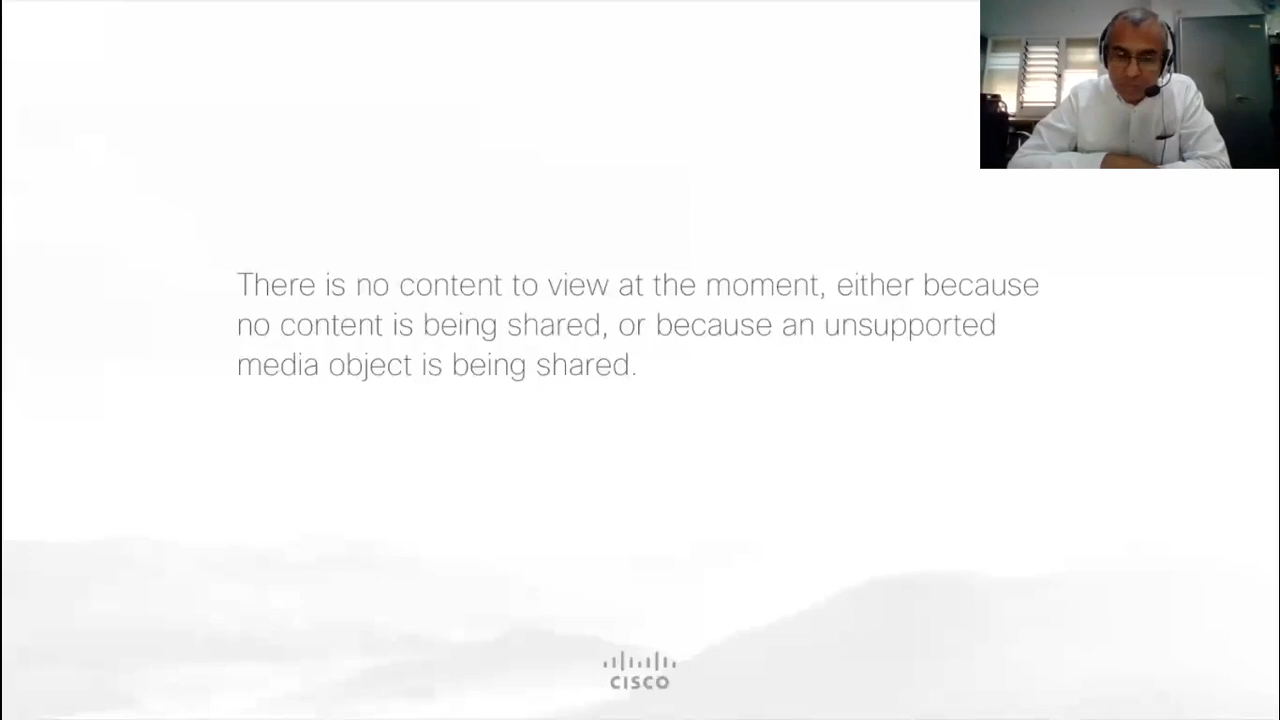 There is no content to view at the moment, either because
no content is being shared, or because an unsupported
media object is being shared.
CISCO